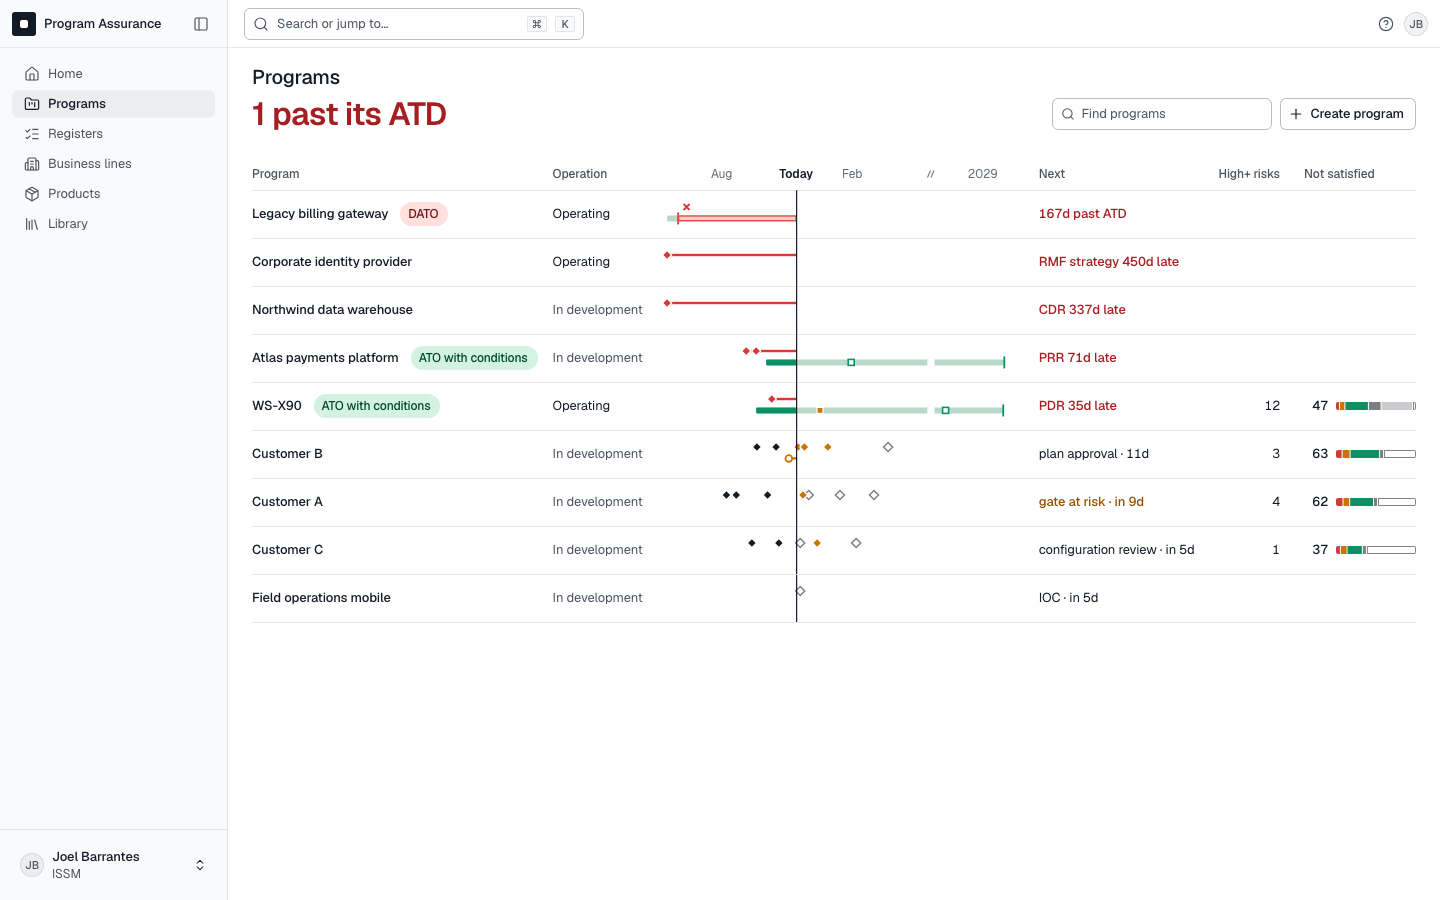 Program Assurance
Search or jump to...
⌘ K
JB
Home
Programs
Registers
Business lines
Products
Library
Programs
1 past its ATD
Find programs
Create program
Program Operation Aug Today Feb // 2029 Next High+ risks Not satisfied
Legacy billing gateway DATO Operating 167d past ATD
Corporate identity provider Operating RMF strategy 450d late
Northwind data warehouse In development CDR 337d late
Atlas payments platform ATO with conditions In development PRR 71d late
WS-X90 ATO with conditions Operating PDR 35d late 12 47
Customer B In development plan approval · 11d 3 63
Customer A In development gate at risk · in 9d 4 62
Customer C In development configuration review · in 5d 1 37
Field operations mobile In development IOC · in 5d
JB
Joel Barrantes
ISSM